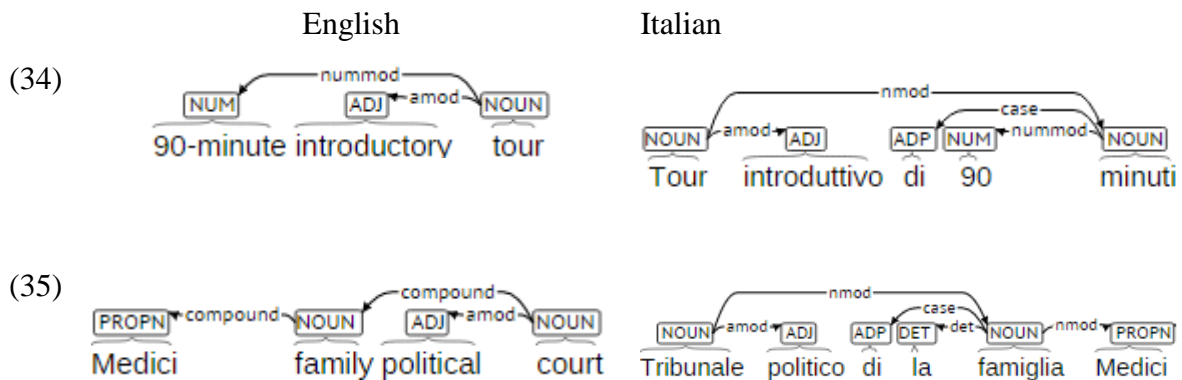 English Italian
(34)
nummod
amod
NUM ADJ NOUN
90-minute introductory tour
nmod
case
amod nummod
NOUN ADJ ADP NUM NOUN
Tour introduttivo di 90 minuti
(35)
compound
compound amod
PROPN NOUN ADJ NOUN
Medici family political court
nmod
case
amod det nmod
NOUN ADJ ADP DET NOUN PROPN
Tribunale politico di la famiglia Medici